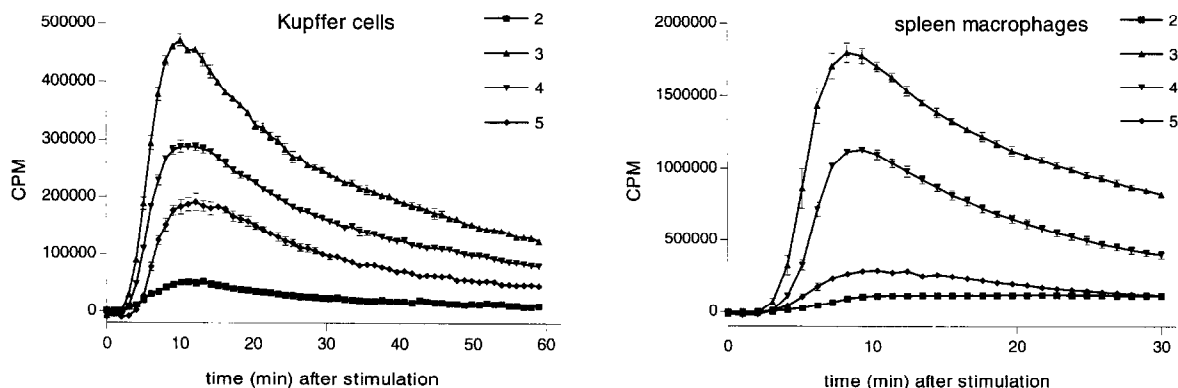 Kupffer cells
CPM
500000
400000
300000
200000
100000
0
0 10 20 30 40 50 60
time (min) after stimulation
2
3
4
5
spleen macrophages
CPM
2000000
1500000
1000000
500000
0
0 10 20 30
time (min) after stimulation
2
3
4
5